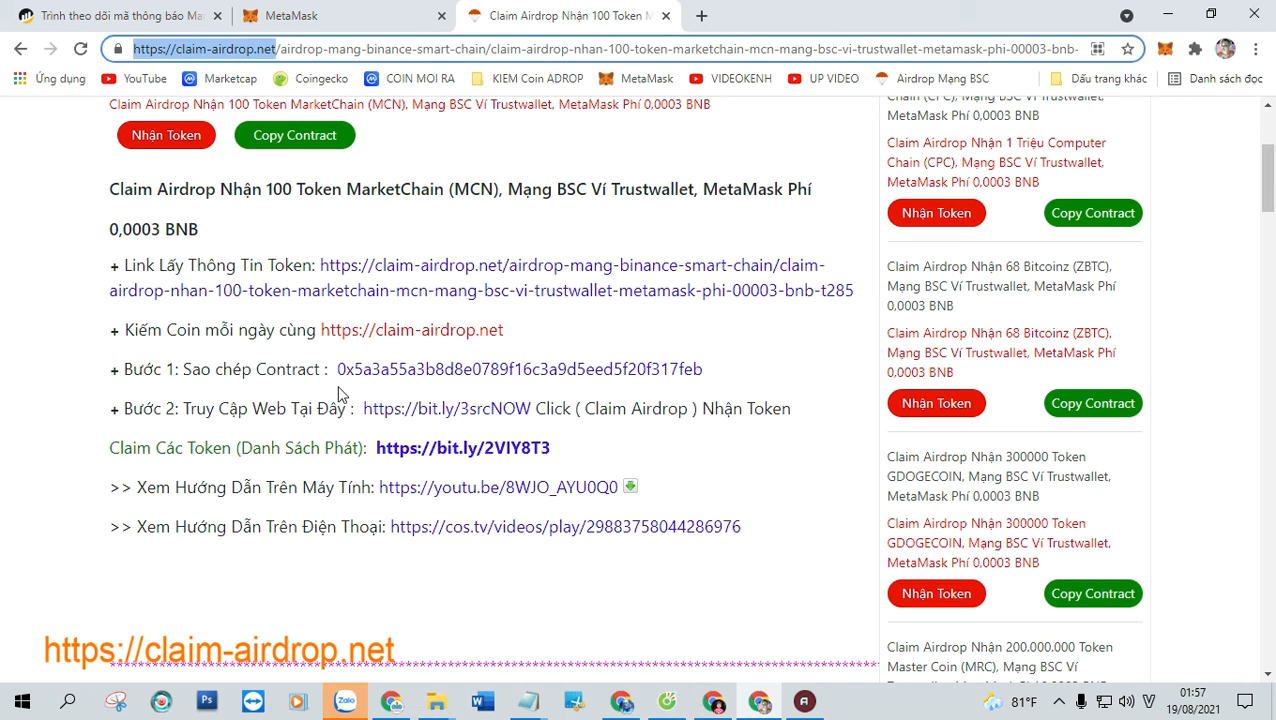 Trình theo dõi mã thông báo Ma
MetaMask
Claim Airdrop Nhận 100 Token M
https://claim-airdrop.net/airdrop-mang-binance-smart-chain/claim-airdrop-nhan-100-token-marketchain-mcn-mang-bsc-vi-trustwallet-metamask-phi-00003-bnb-
Ứng dụng
YouTube
Marketcap
Coingecko
COIN MOI RA
KIEM Coin ADROP
MetaMask
VIDEOKENH
UP VIDEO
Airdrop Mạng BSC
Dấu trang khác
Danh sách đọc
Claim Airdrop Nhận 100 Token MarketChain (MCN), Mạng BSC Ví Trustwallet, MetaMask Phí 0,0003 BNB
Nhận Token
Copy Contract
Claim Airdrop Nhận 100 Token MarketChain (MCN), Mạng BSC Ví Trustwallet, MetaMask Phí
0,0003 BNB
+ Link Lấy Thông Tin Token: https://claim-airdrop.net/airdrop-mang-binance-smart-chain/claim-
airdrop-nhan-100-token-marketchain-mcn-mang-bsc-vi-trustwallet-metamask-phi-00003-bnb-t285
+ Kiếm Coin mỗi ngày cùng https://claim-airdrop.net
+ Bước 1: Sao chép Contract : 0x5a3a55a3b8d8e0789f16c3a9d5eed5f20f317feb
+ Bước 2: Truy Cập Web Tại Đây : https://bit.ly/3srcNOW Click ( Claim Airdrop ) Nhận Token
Claim Các Token (Danh Sách Phát): https://bit.ly/2VIY8T3
>> Xem Hướng Dẫn Trên Máy Tính: https://youtu.be/8WJO_AYU0Q0
>> Xem Hướng Dẫn Trên Điện Thoại: https://cos.tv/videos/play/29883758044286976
https://claim-airdrop.net
Chain (CPC), Mạng BSC Ví Trustwallet,
MetaMask Phí 0,0003 BNB
Claim Airdrop Nhận 1 Triệu Computer
Chain (CPC), Mạng BSC Ví Trustwallet,
MetaMask Phí 0,0003 BNB
Nhận Token
Copy Contract
Claim Airdrop Nhận 68 Bitcoinz (ZBTC),
Mạng BSC Ví Trustwallet, MetaMask Phí
0,0003 BNB
Claim Airdrop Nhận 68 Bitcoinz (ZBTC),
Mạng BSC Ví Trustwallet, MetaMask Phí
0,0003 BNB
Nhận Token
Copy Contract
Claim Airdrop Nhận 300000 Token
GDOGECOIN, Mạng BSC Ví Trustwallet,
MetaMask Phí 0,0003 BNB
Claim Airdrop Nhận 300000 Token
GDOGECOIN, Mạng BSC Ví Trustwallet,
MetaMask Phí 0,0003 BNB
Nhận Token
Copy Contract
Claim Airdrop Nhận 200.000.000 Token
Master Coin (MRC), Mạng BSC Ví
Zalo
81°F
01:57
19/08/2021